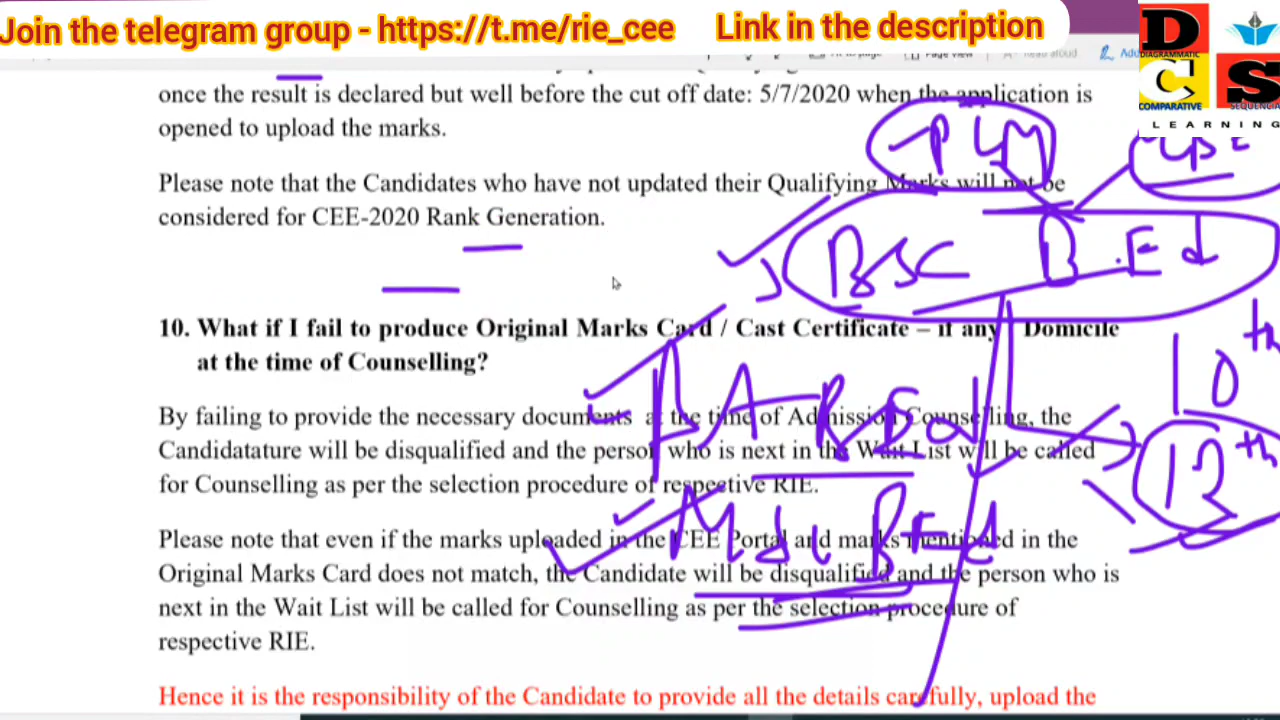 Join the telegram group - https://t.me/rie_cee Link in the description
DIAGRAMMATIC
COMPARATIVE
LEARNING
once the result is declared but well before the cut off date: 5/7/2020 when the application is
opened to upload the marks.
PCM
Please note that the Candidates who have not updated their Qualifying Marks will not be
considered for CEE-2020 Rank Generation.
BSC B.Ed
10. What if I fail to produce Original Marks Card / Cast Certificate – if any Domicile
at the time of Counselling?
10th
BA BEd
By failing to provide the necessary documents at the time of Admission Counselling, the
Candidatature will be disqualified and the person who is next in the Wait List will be called
for Counselling as per the selection procedure of respective RIE.
12th
Msc BEd
Please note that even if the marks uploaded in the CEE Portal and marks mentioned in the
Original Marks Card does not match, the Candidate will be disqualified and the person who is
next in the Wait List will be called for Counselling as per the selection procedure of
respective RIE.
Hence it is the responsibility of the Candidate to provide all the details carefully, upload the